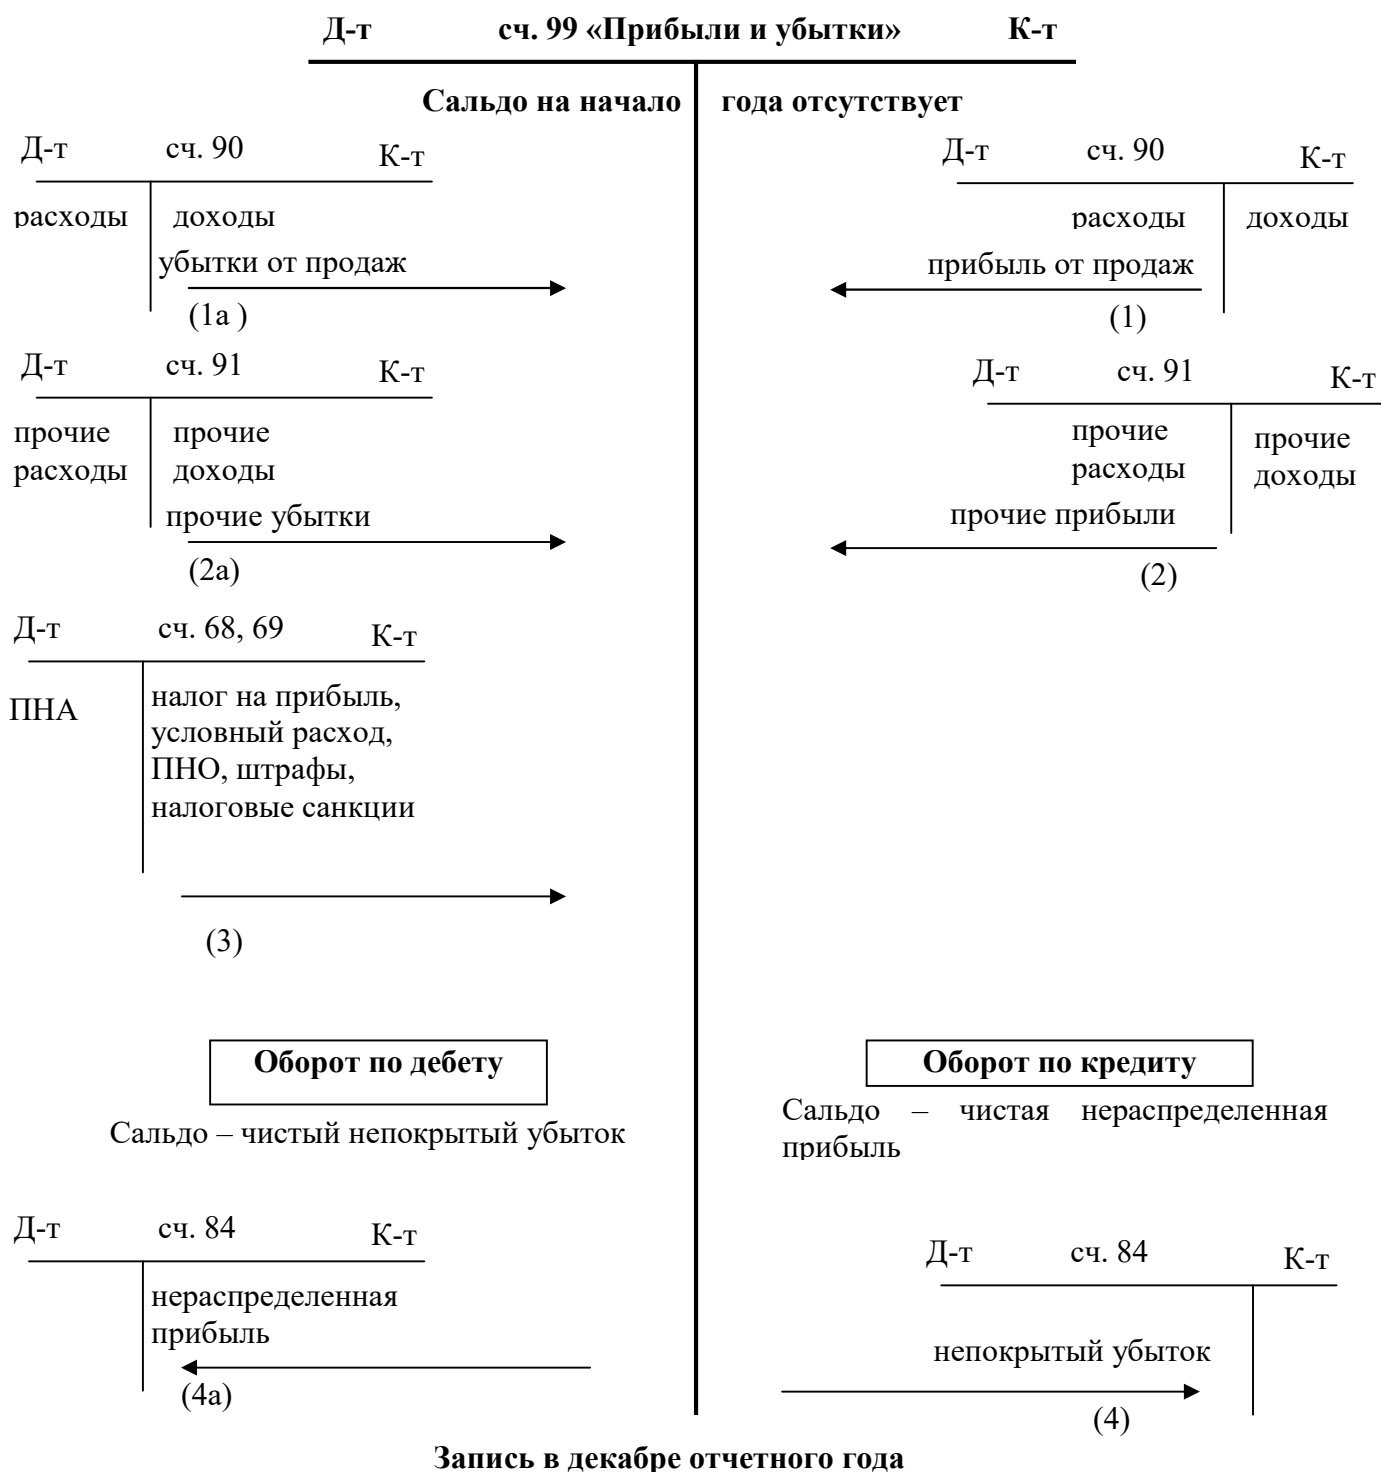 Д-т сч. 99 «Прибыли и убытки» К-т
Сальдо на начало года отсутствует
Д-т сч. 90 К-т
расходы доходы
убытки от продаж
(1а )
Д-т сч. 90 К-т
расходы доходы
прибыль от продаж
(1)
Д-т сч. 91 К-т
прочие прочие
расходы доходы
прочие убытки
(2а)
Д-т сч. 91 К-т
прочие прочие
расходы доходы
прочие прибыли
(2)
Д-т сч. 68, 69 К-т
ПНА
налог на прибыль,
условный расход,
ПНО, штрафы,
налоговые санкции
(3)
Оборот по дебету
Сальдо – чистый непокрытый убыток
Оборот по кредиту
Сальдо – чистая нераспределенная
прибыль
Д-т сч. 84 К-т
нераспределенная
прибыль
(4а)
Д-т сч. 84 К-т
непокрытый убыток
(4)
Запись в декабре отчетного года